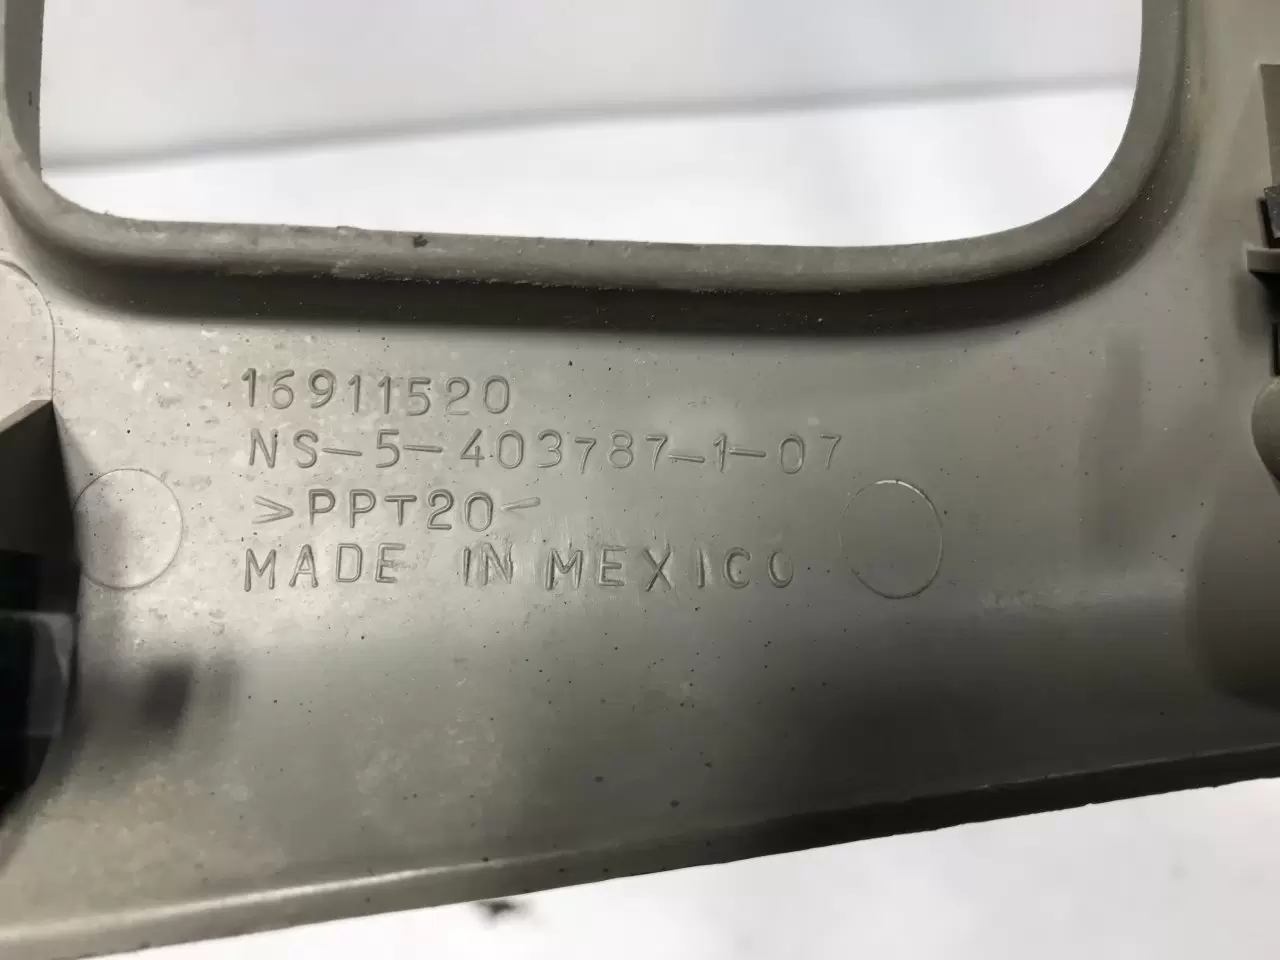 16911520
NS-5-403787-1-07
>PPT20-
MADE IN MEXICO